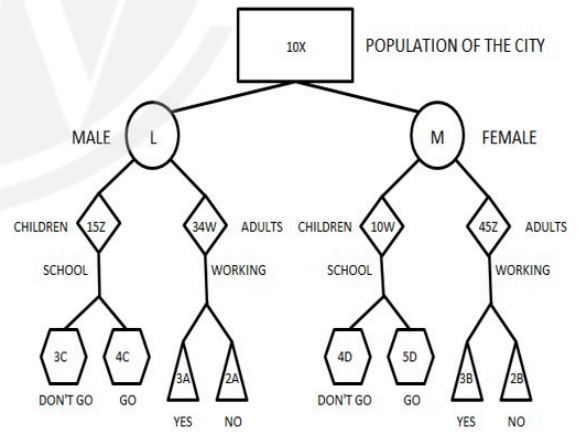 10X POPULATION OF THE CITY
MALE L M FEMALE
CHILDREN 15Z 34W ADULTS CHILDREN 10W 45Z ADULTS
SCHOOL WORKING SCHOOL WORKING
3C 4C 3A 2A 4D 5D 3B 2B
DON'T GO GO DON'T GO GO
YES NO YES NO